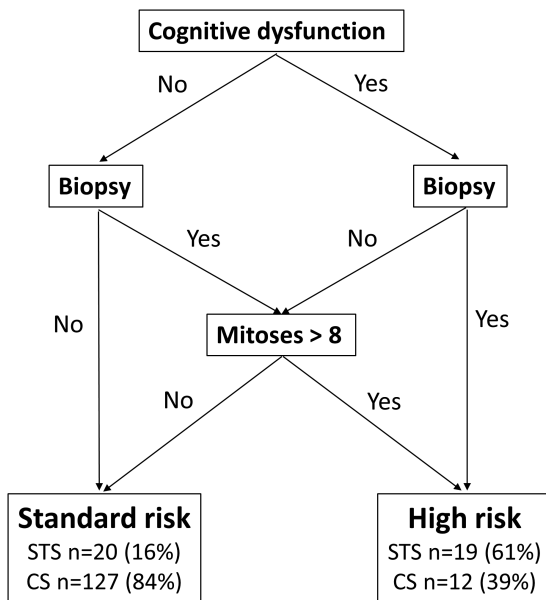 Cognitive dysfunction
No
Yes
Biopsy
Biopsy
Yes
No
No
Yes
Mitoses > 8
No
Yes
Standard risk
STS n=20 (16%)
CS n=127 (84%)
High risk
STS n=19 (61%)
CS n=12 (39%)